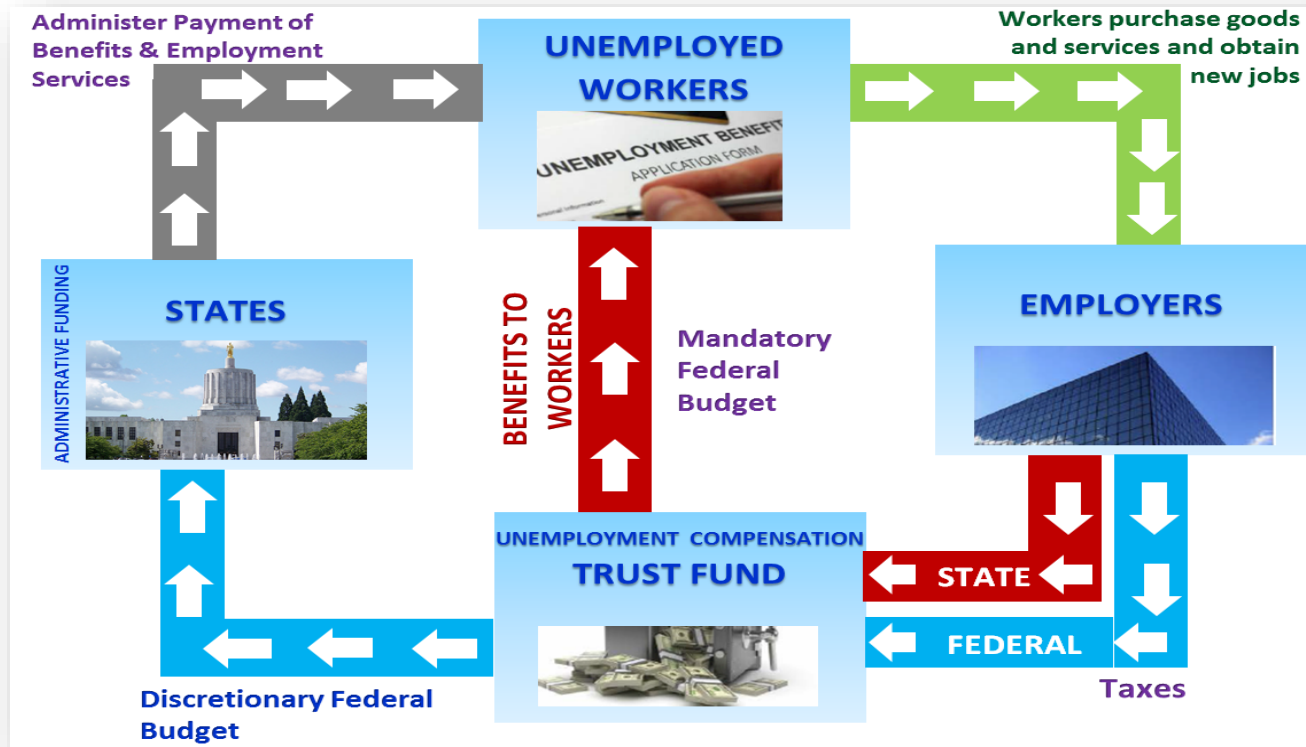 Administer Payment of
Benefits & Employment
Services
UNEMPLOYED
WORKERS
UNEMPLOYMENT BENEFIT
APPLICATION FORM
Workers purchase goods
and services and obtain
new jobs
ADMINISTRATIVE FUNDING
STATES
BENEFITS TO
WORKERS
Mandatory
Federal
Budget
EMPLOYERS
UNEMPLOYMENT COMPENSATION
TRUST FUND
STATE
FEDERAL
Taxes
Discretionary Federal
Budget